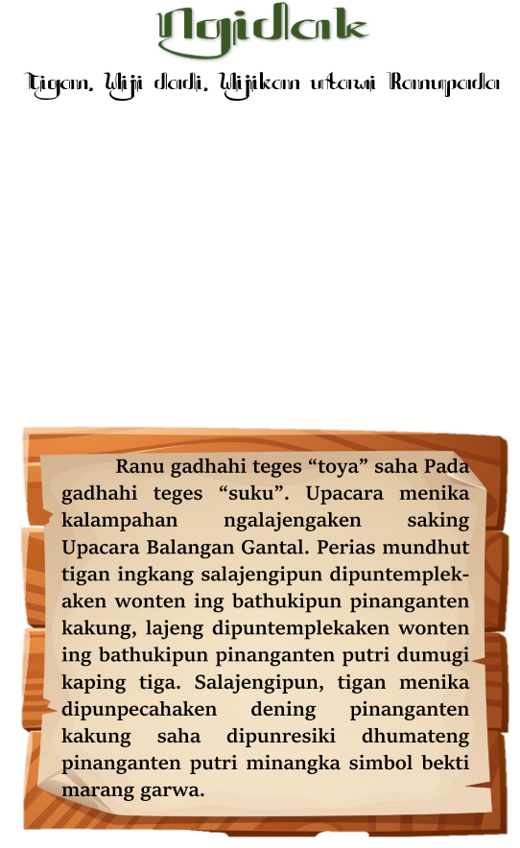 Ngidak
Tigan, Wiji dadi, Wijikan utawi Ranupada
Ranu gadhahi teges “toya” saha Pada
gadhahi teges “suku”. Upacara menika
kalampahan ngalajengaken saking
Upacara Balangan Gantal. Perias mundhut
tigan ingkang salajengipun dipuntemplek-
aken wonten ing bathukipun pinanganten
kakung, lajeng dipuntemplekaken wonten
ing bathukipun pinanganten putri dumugi
kaping tiga. Salajengipun, tigan menika
dipunpecahaken dening pinanganten
kakung saha dipunresiki dhumateng
pinanganten putri minangka simbol bekti
marang garwa.